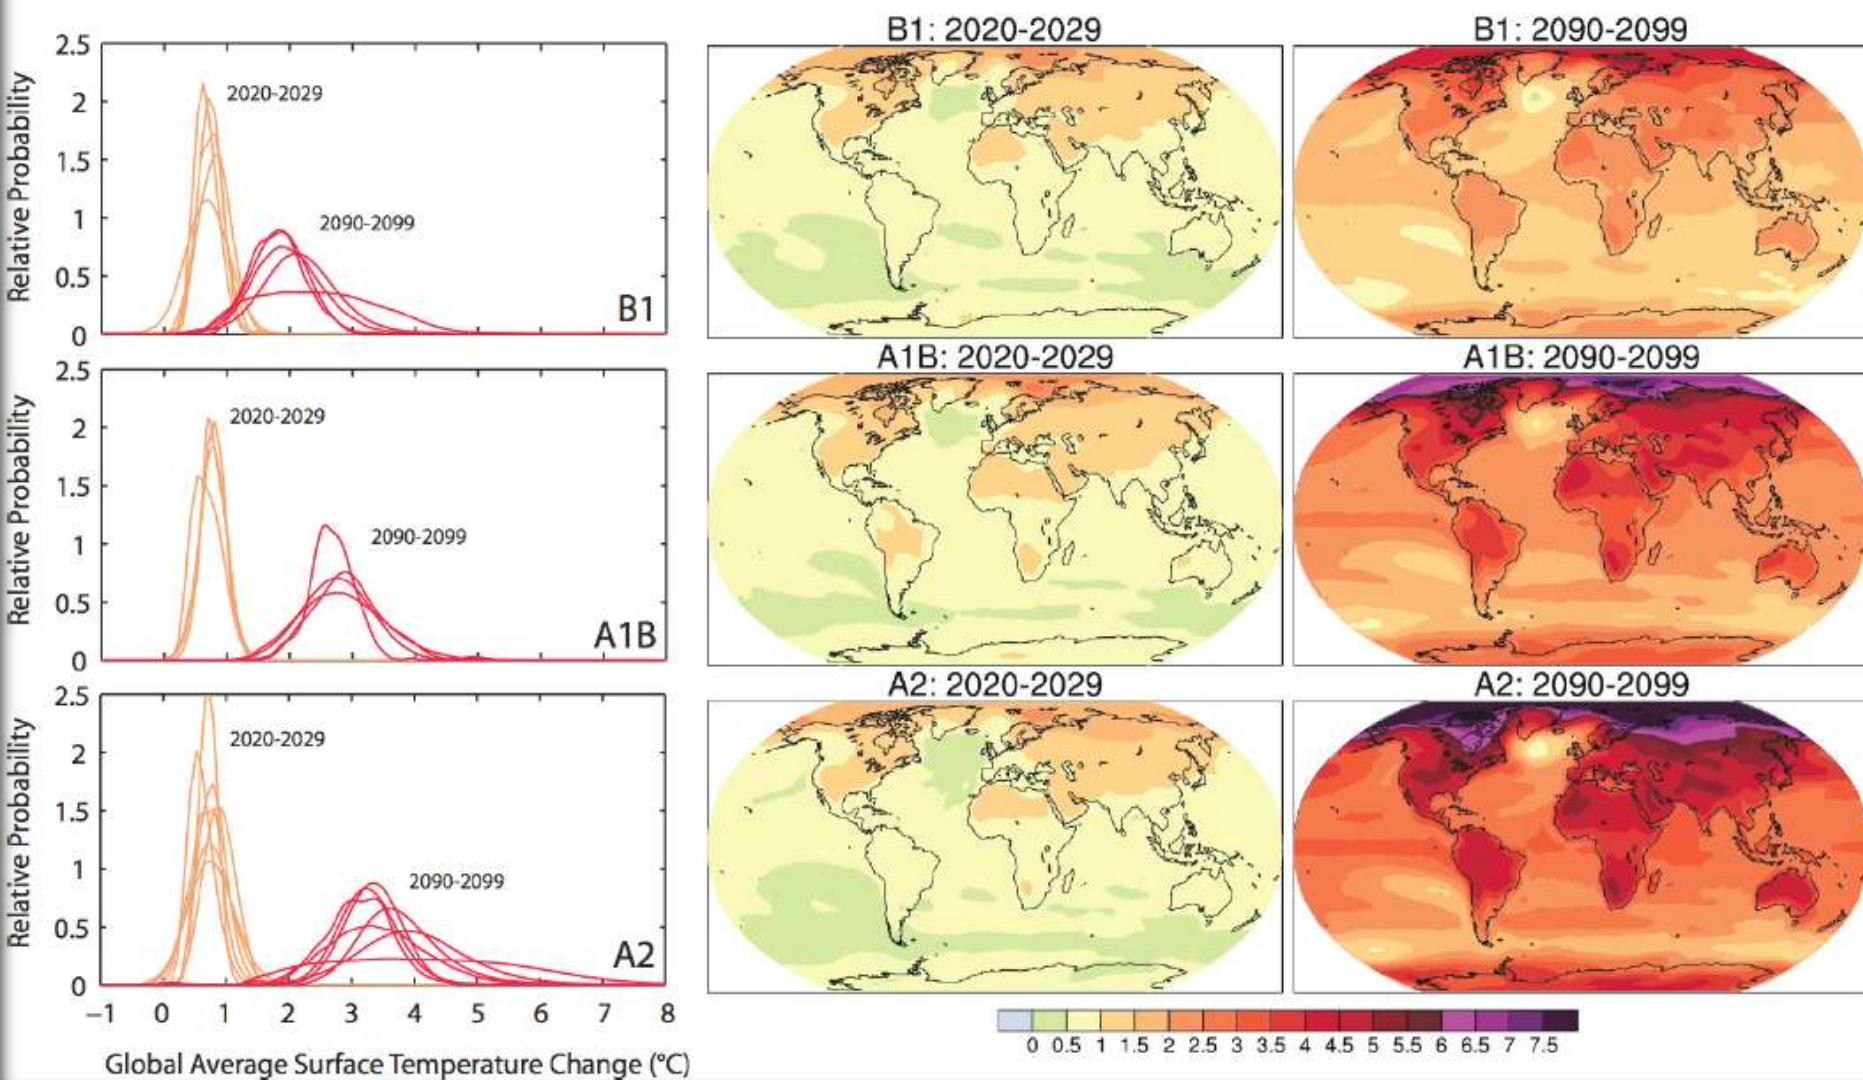 B1: 2020-2029
B1: 2090-2099
Relative Probability
2.5
2
1.5
1
0.5
0
2020-2029
2090-2099
B1
A1B: 2020-2029
A1B: 2090-2099
Relative Probability
2.5
2
1.5
1
0.5
0
2020-2029
2090-2099
A1B
A2: 2020-2029
A2: 2090-2099
Relative Probability
2.5
2
1.5
1
0.5
0
2020-2029
2090-2099
A2
−1 0 1 2 3 4 5 6 7 8
Global Average Surface Temperature Change (°C)
0 0.5 1 1.5 2 2.5 3 3.5 4 4.5 5 5.5 6 6.5 7 7.5